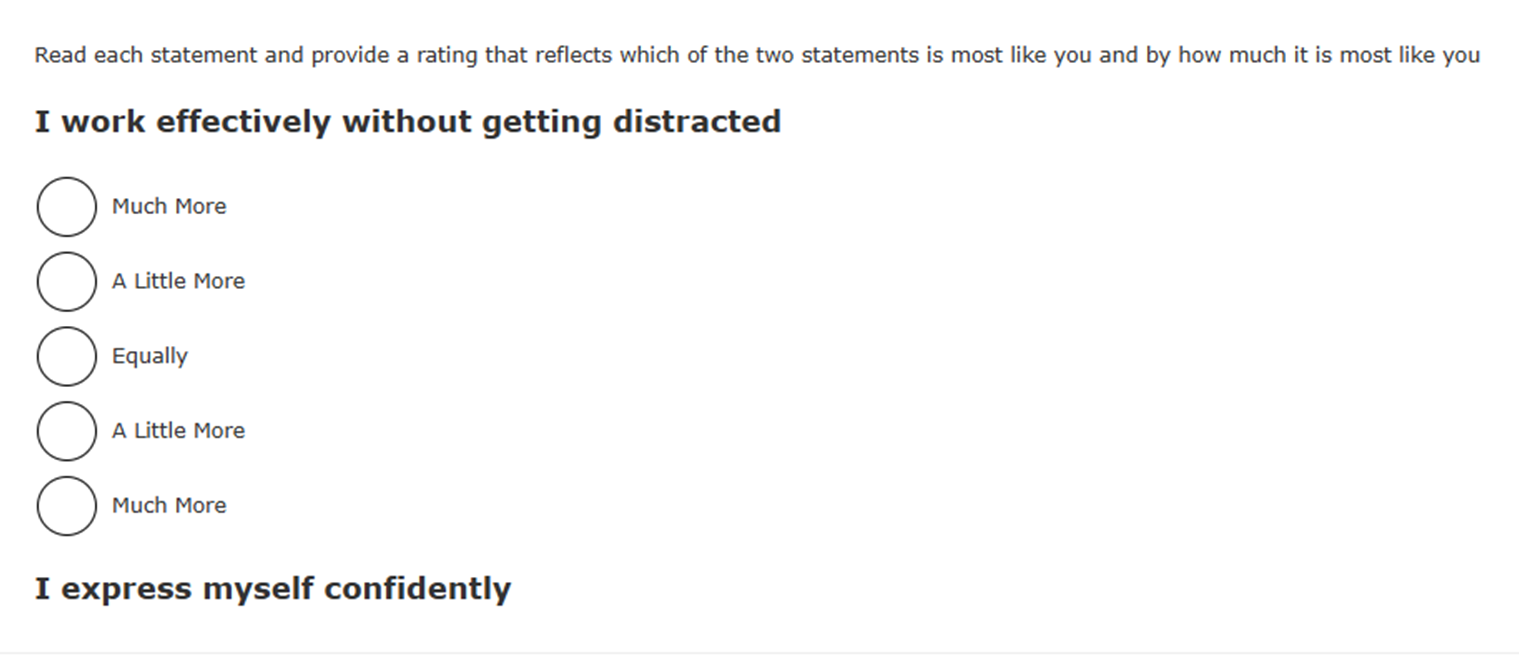 Read each statement and provide a rating that reflects which of the two statements is most like you and by how much it is most like you
I work effectively without getting distracted
Much More
A Little More
Equally
A Little More
Much More
I express myself confidently